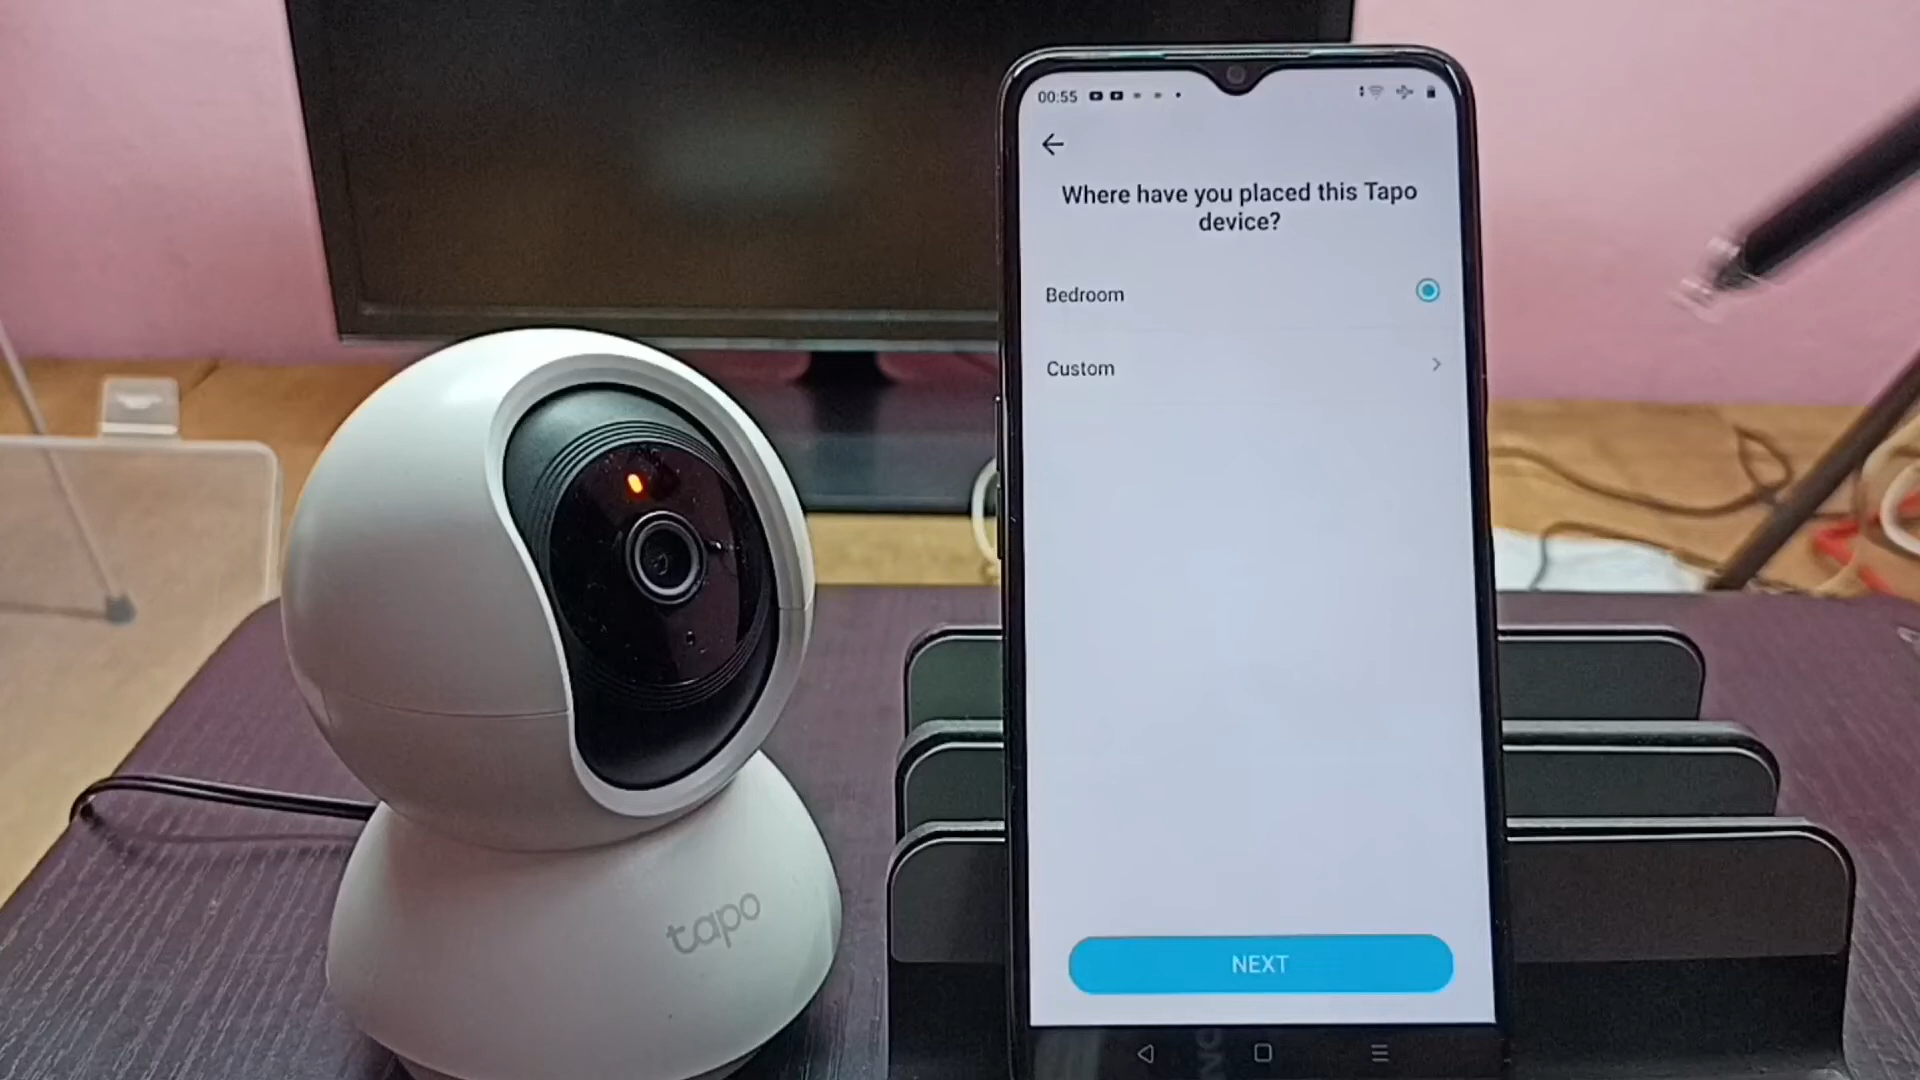 00:55
Where have you placed this Tapo
device?
Bedroom
Custom
NEXT
tapo